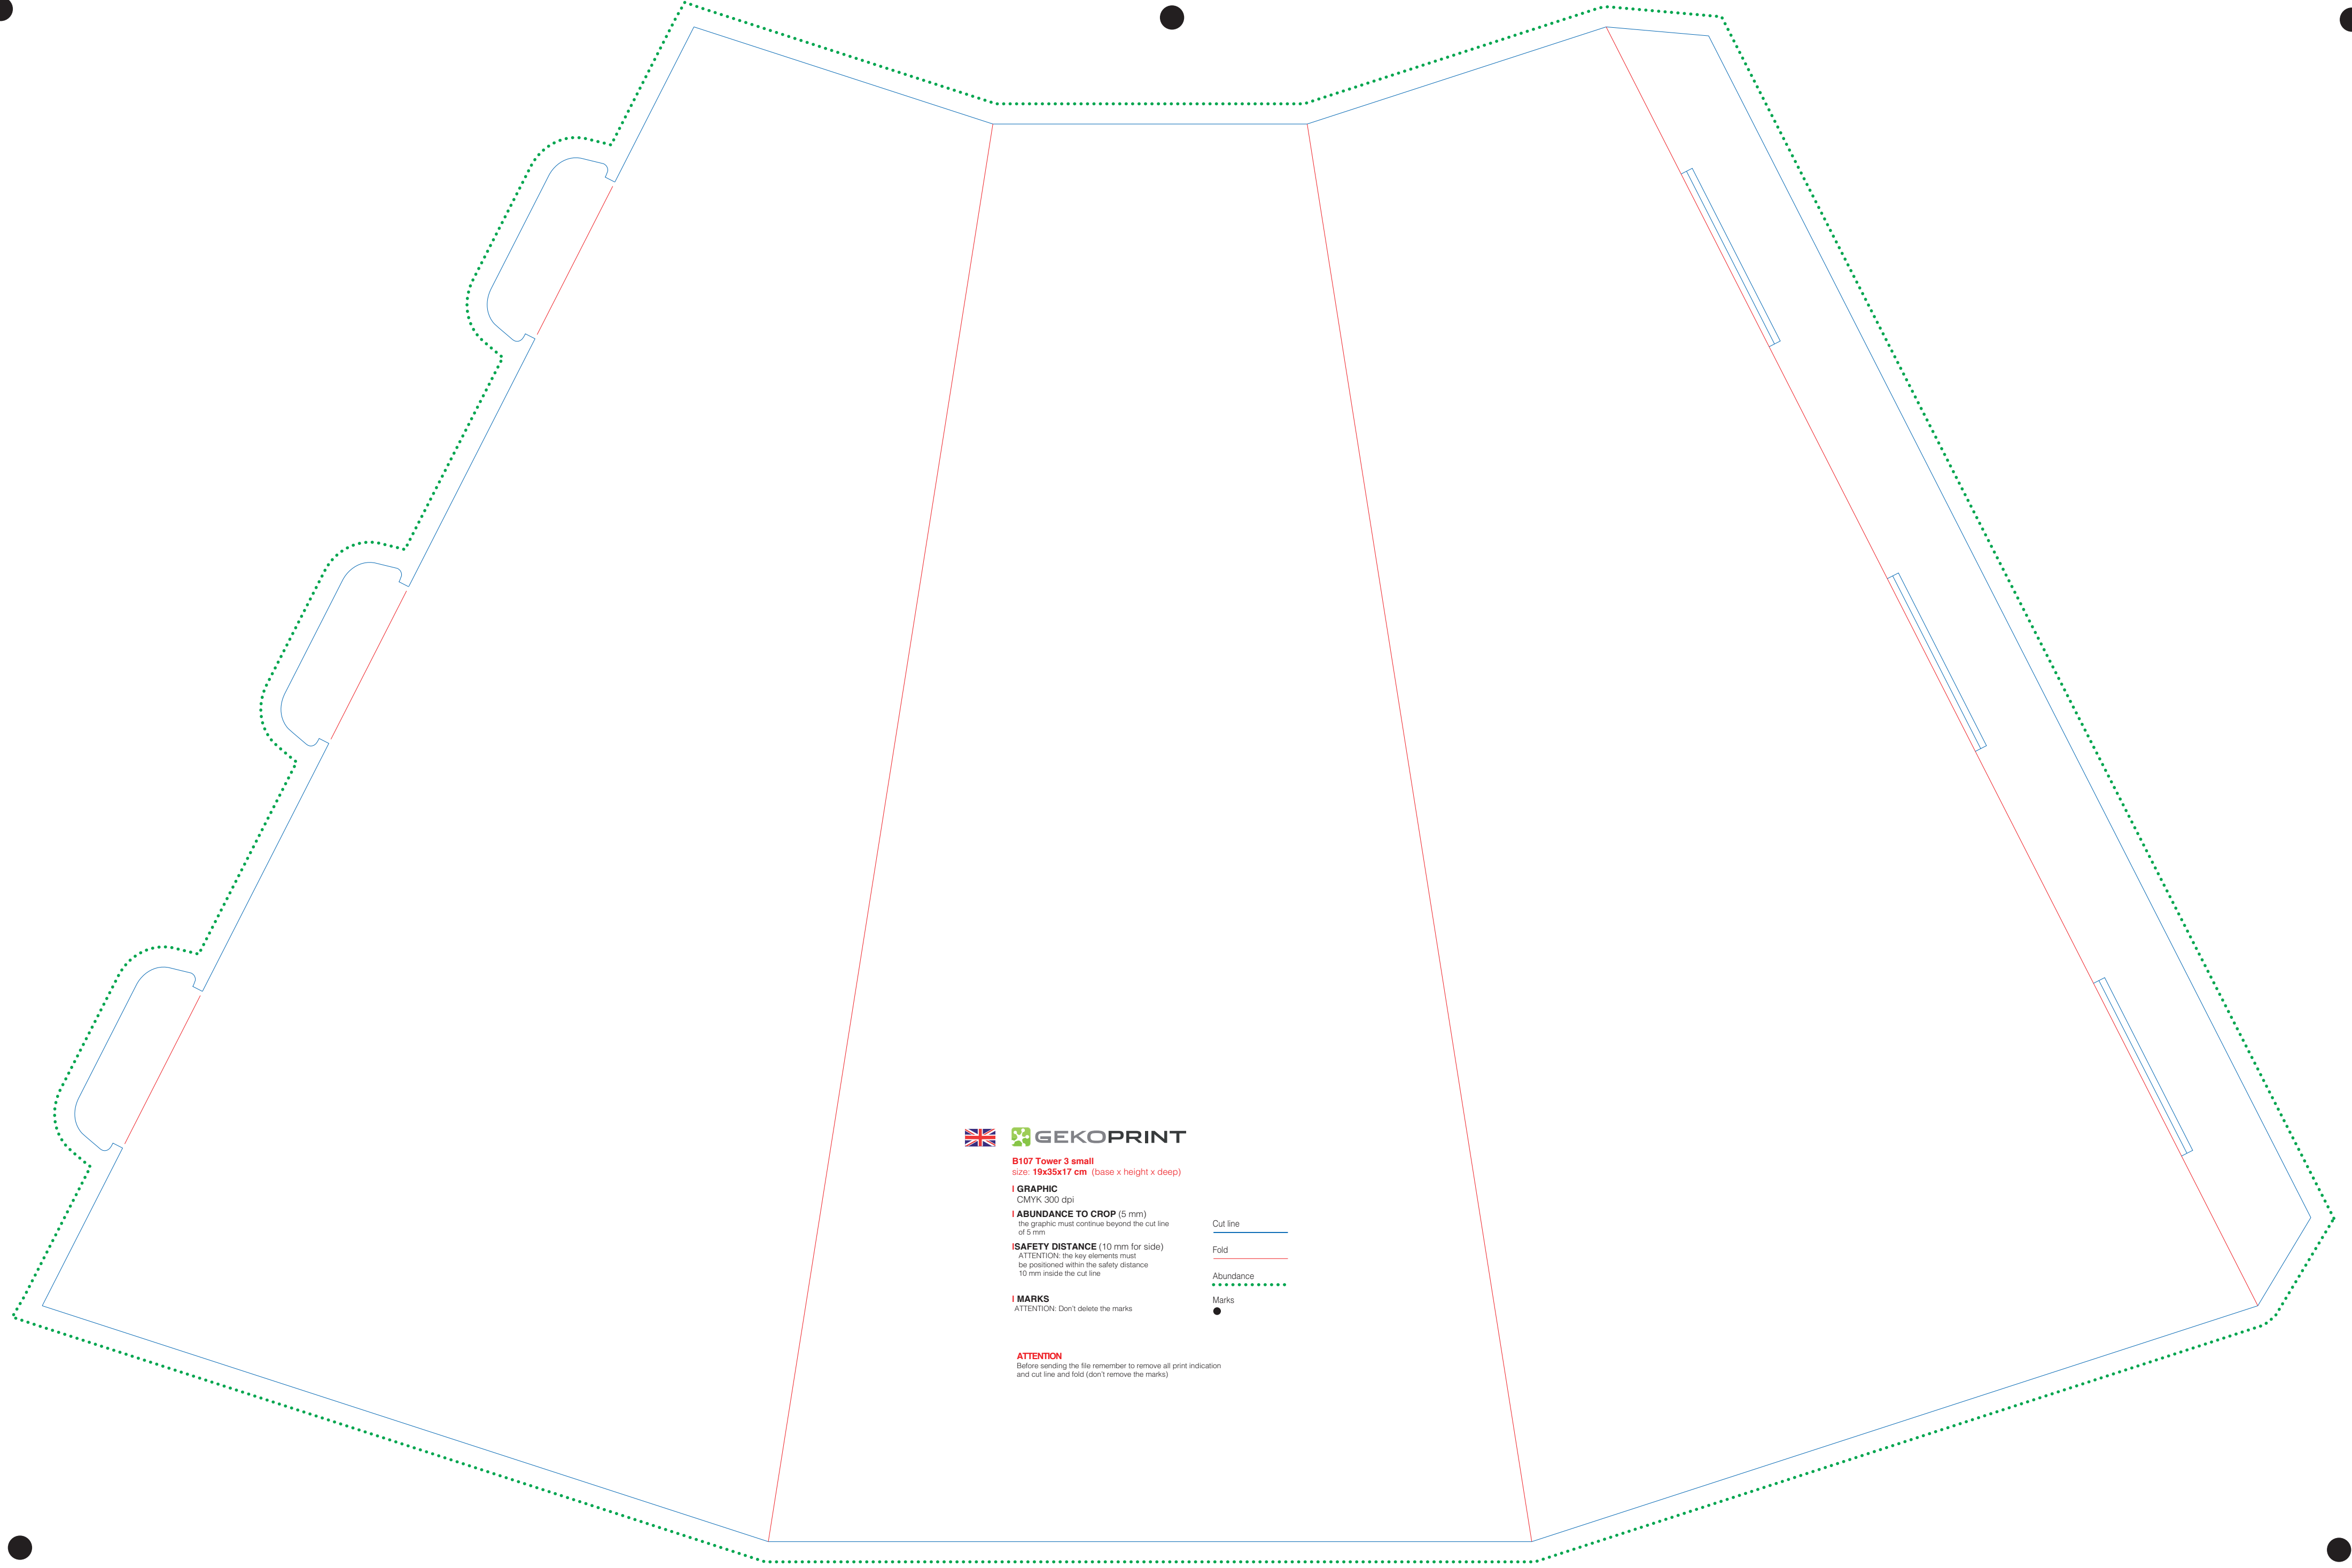 GEKOPRINT
B107 Tower 3 small
size: 19x35x17 cm (base x height x deep)
I GRAPHIC
CMYK 300 dpi
I ABUNDANCE TO CROP (5 mm)
the graphic must continue beyond the cut line
of 5 mm
ISAFETY DISTANCE (10 mm for side)
ATTENTION: the key elements must
be positioned within the safety distance
10 mm inside the cut line
I MARKS
ATTENTION: Don't delete the marks
Cut line
Fold
Abundance
Marks
ATTENTION
Before sending the file remember to remove all print indication
and cut line and fold (don't remove the marks)